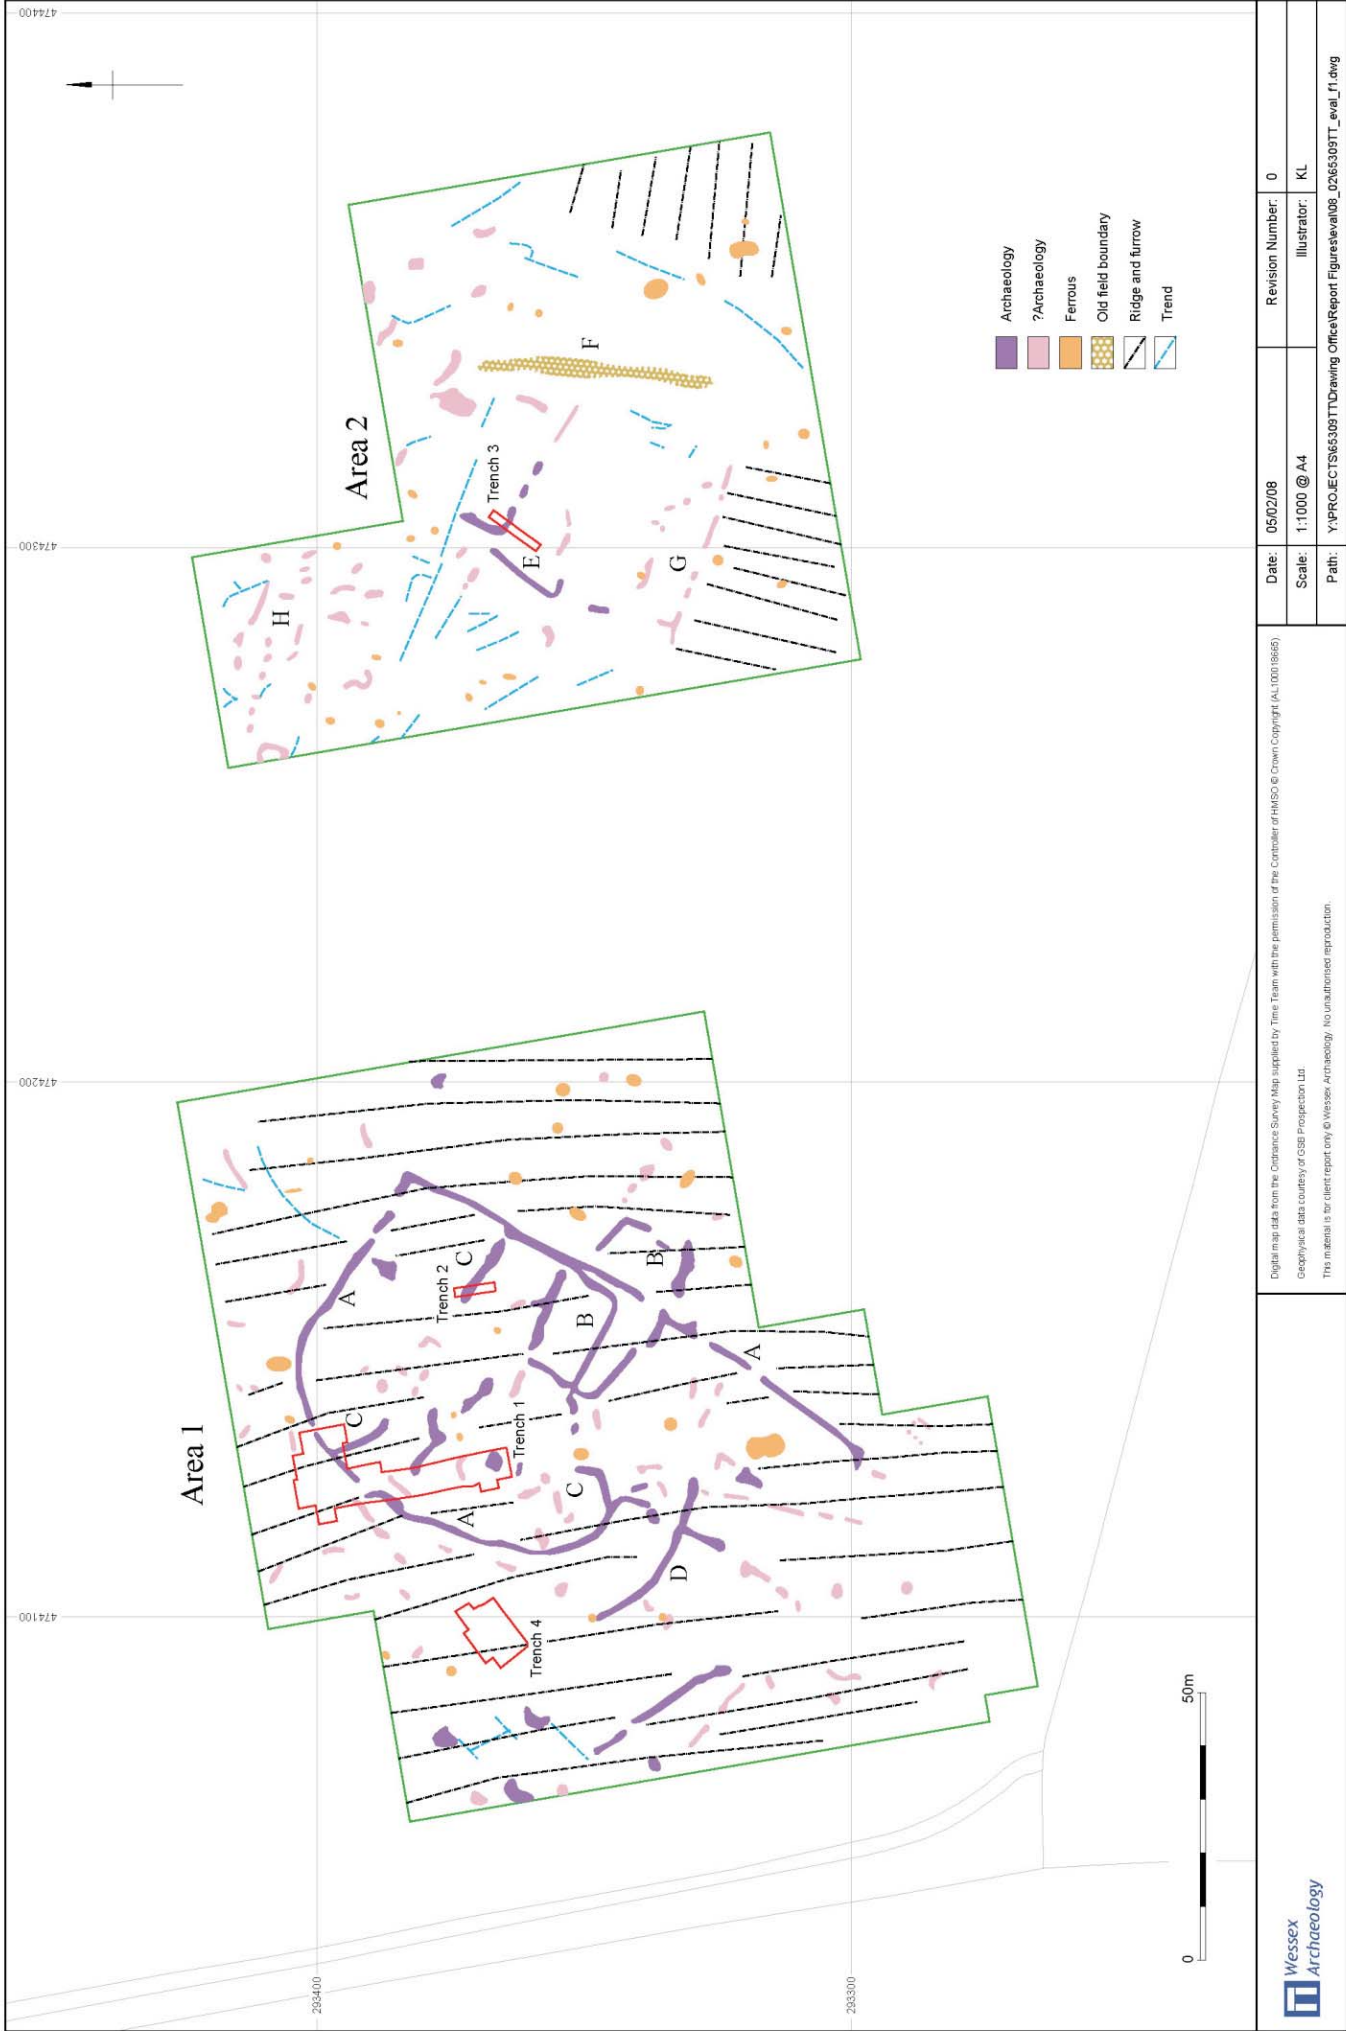 474100
474200
474300
474400
293400
293300
Area 1
Area 2
A
A
A
B
B
C
C
C
D
E
F
G
H
Trench 1
Trench 2
Trench 3
Trench 4
Archaeology
?Archaeology
Ferrous
Old field boundary
Ridge and furrow
Trend
0
50m
Wessex
Archaeology
Digital map data from the Ordnance Survey Map supplied by Time Team with the permission of the Controller of HMSO © Crown Copyright (AL100018665)
Geophysical data courtesy of GSB Prospection Ltd.
This material is for client report only © Wessex Archaeology. No unauthorised reproduction.
Date: 05/02/08 Revision Number: 0
Scale: 1:1000 @ A4 Illustrator: KL
Path: Y:\PROJECTS\65309TT\Drawing Office\Report Figures\eval\08_02\65309TT_eval_f1.dwg